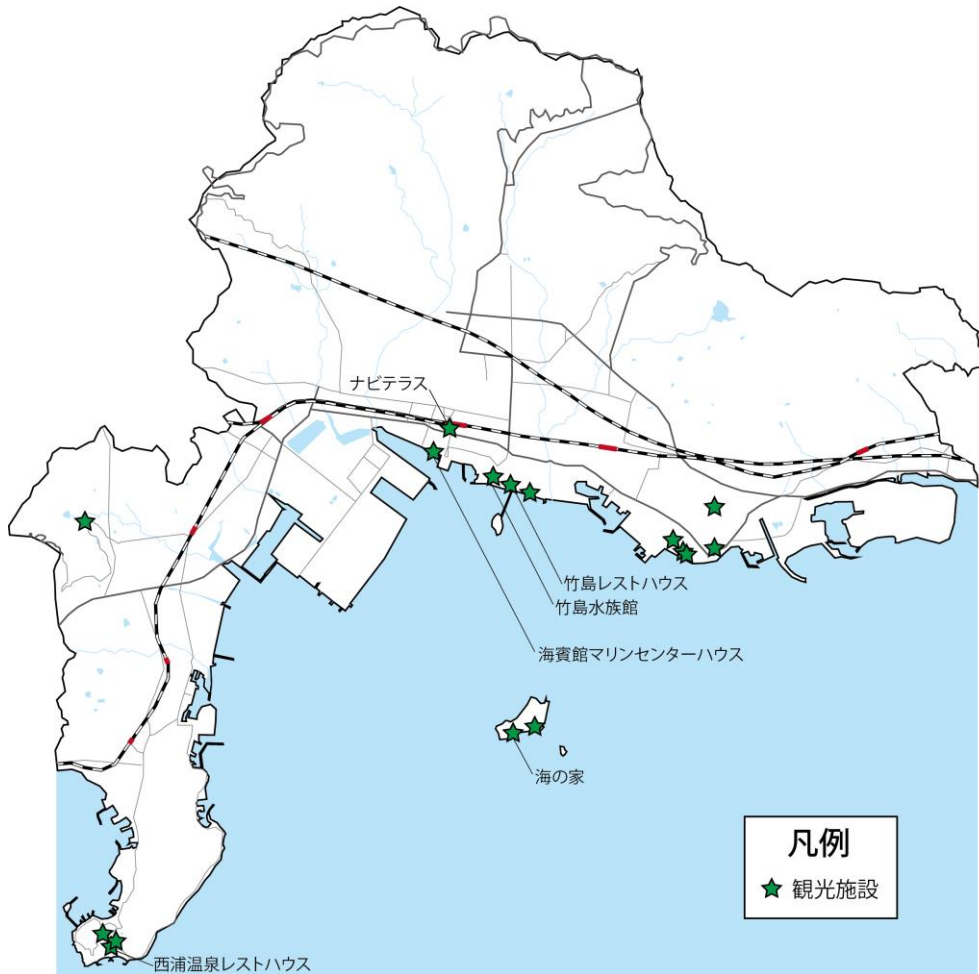 ナビテラス
竹島レストハウス
竹島水族館
海賓館マリンセンターハウス
海の家
凡例
観光施設
西浦温泉レストハウス